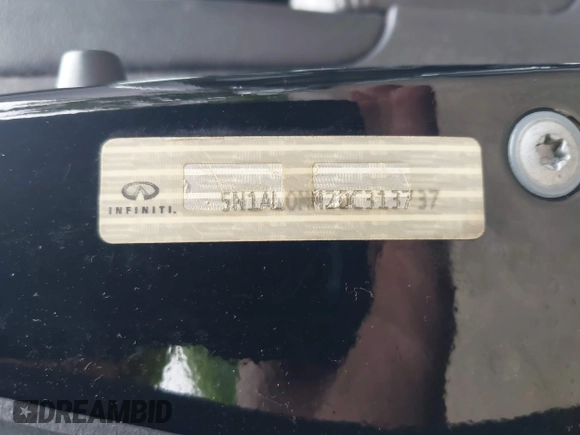 5N1AL0MM2DC313737
INFINITI.
DREAMBID